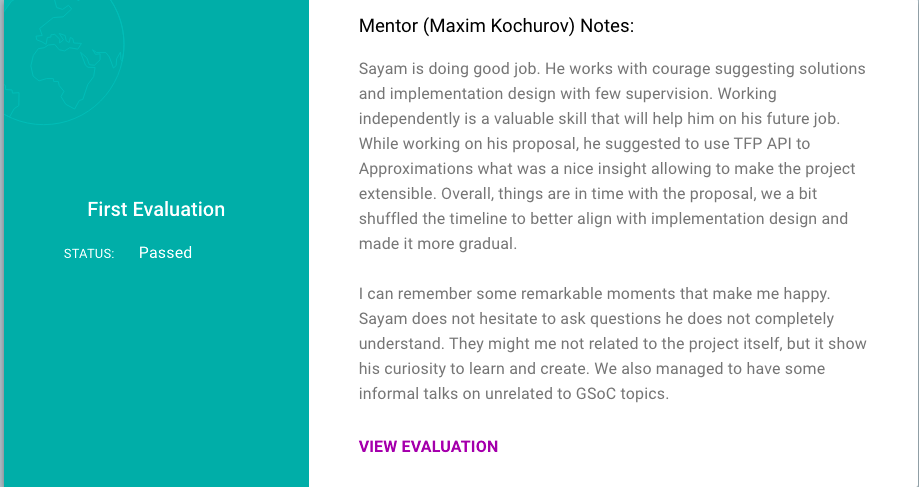 First Evaluation
STATUS: Passed
Mentor (Maxim Kochurov) Notes:
Sayam is doing good job. He works with courage suggesting solutions
and implementation design with few supervision. Working
independently is a valuable skill that will help him on his future job.
While working on his proposal, he suggested to use TFP API to
Approximations what was a nice insight allowing to make the project
extensible. Overall, things are in time with the proposal, we a bit
shuffled the timeline to better align with implementation design and
made it more gradual.
I can remember some remarkable moments that make me happy.
Sayam does not hesitate to ask questions he does not completely
understand. They might me not related to the project itself, but it show
his curiosity to learn and create. We also managed to have some
informal talks on unrelated to GSoC topics.
VIEW EVALUATION